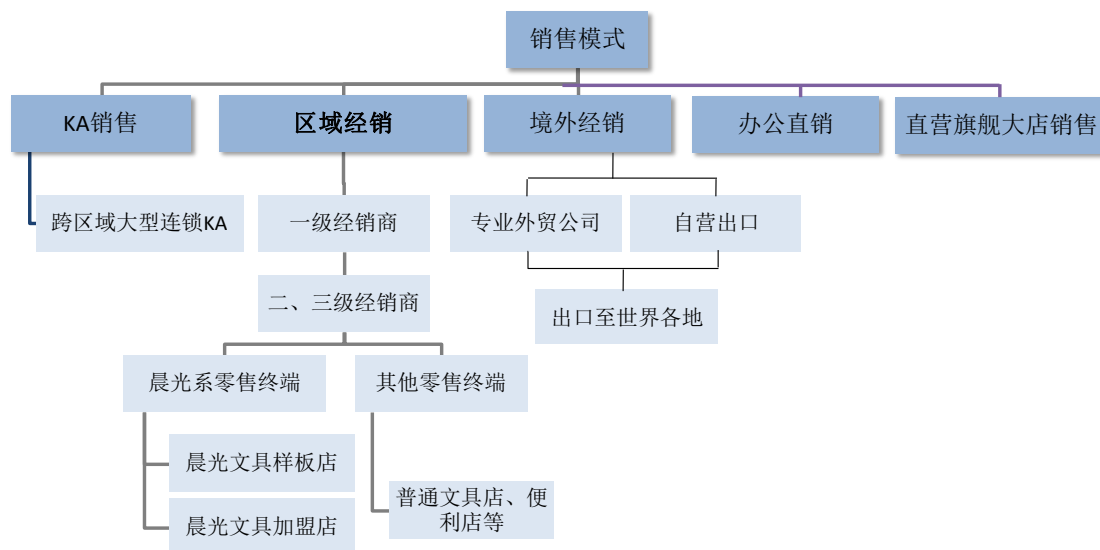 销售模式
KA销售
区域经销
境外经销
办公直销
直营旗舰大店销售
跨区域大型连锁KA
一级经销商
专业外贸公司
自营出口
二、三级经销商
出口至世界各地
晨光系零售终端
其他零售终端
晨光文具样板店
普通文具店、便
利店等
晨光文具加盟店